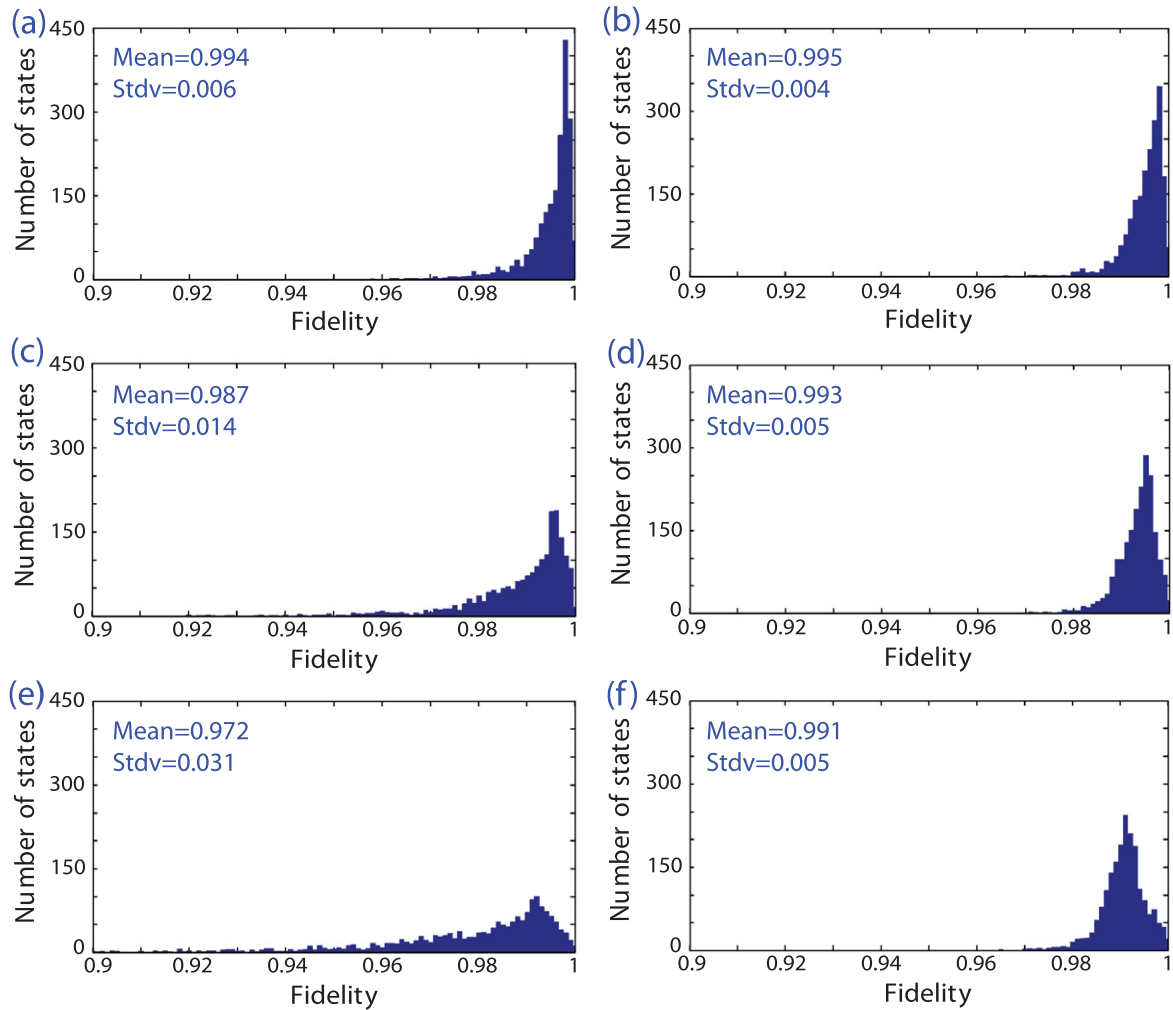 (a)
450
300
150
0
Number of states
Mean=0.994
Stdv=0.006
0.9 0.92 0.94 0.96 0.98 1
Fidelity
(b)
450
300
150
0
Number of states
Mean=0.995
Stdv=0.004
0.9 0.92 0.94 0.96 0.98 1
Fidelity
(c)
450
300
150
0
Number of states
Mean=0.987
Stdv=0.014
0.9 0.92 0.94 0.96 0.98 1
Fidelity
(d)
450
300
150
0
Number of states
Mean=0.993
Stdv=0.005
0.9 0.92 0.94 0.96 0.98 1
Fidelity
(e)
450
300
150
0
Number of states
Mean=0.972
Stdv=0.031
0.9 0.92 0.94 0.96 0.98 1
Fidelity
(f)
450
300
150
0
Number of states
Mean=0.991
Stdv=0.005
0.9 0.92 0.94 0.96 0.98 1
Fidelity